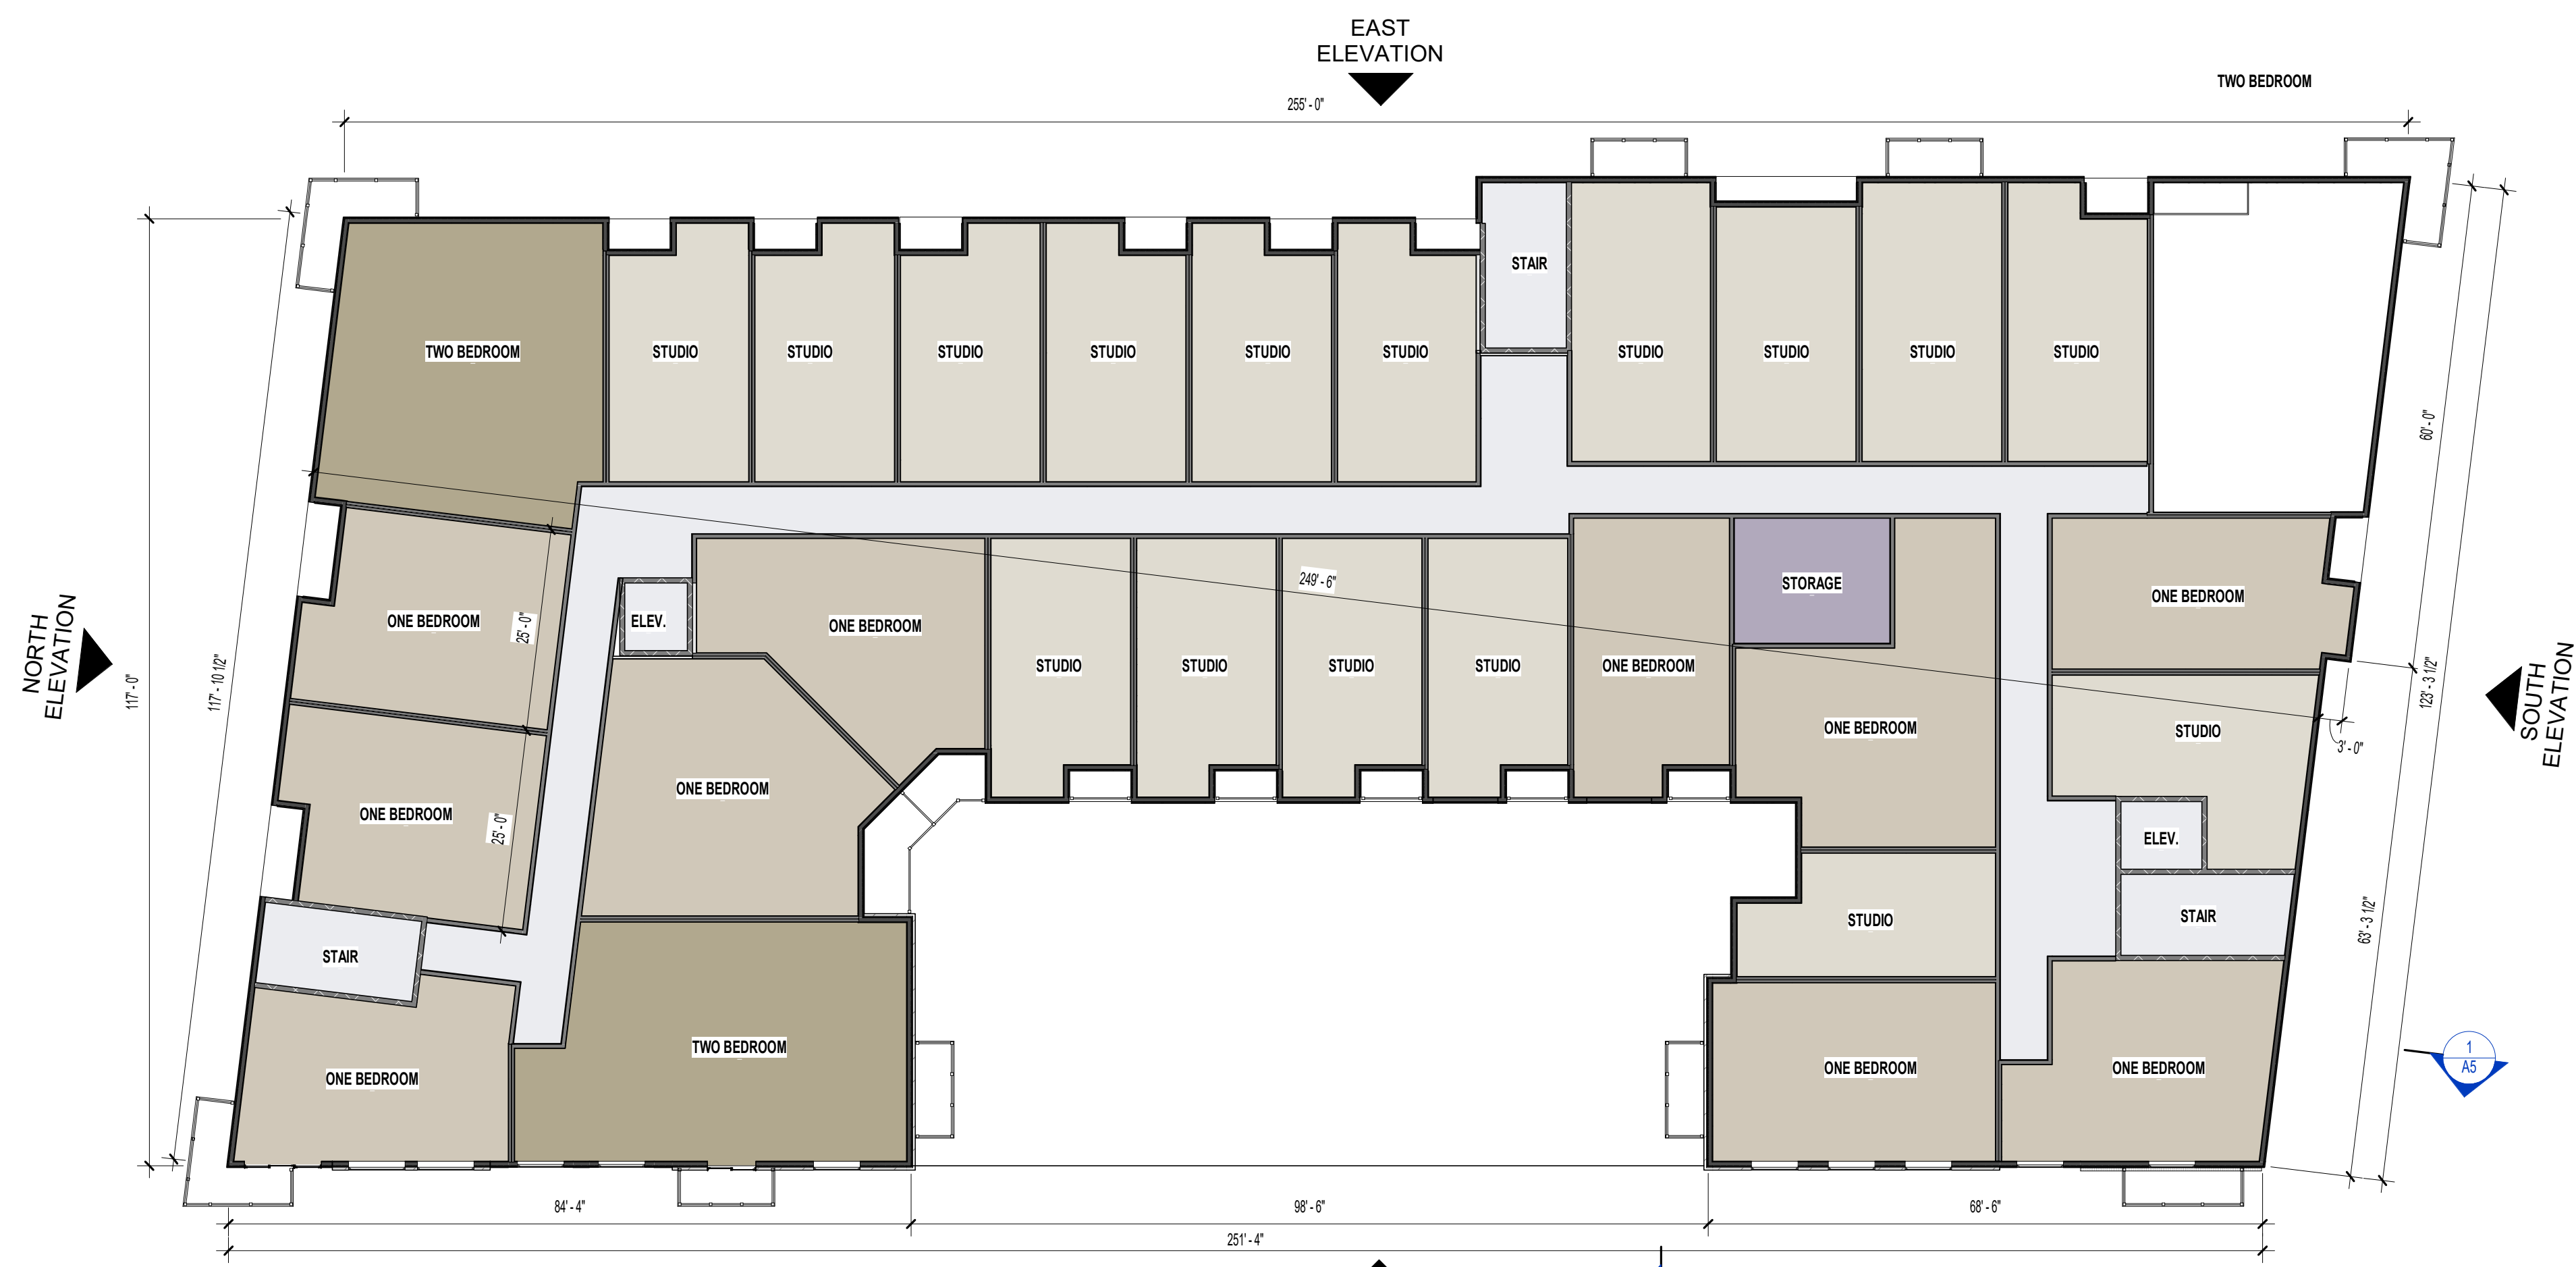 EAST
ELEVATION
TWO BEDROOM
255' - 0"
STAIR
TWO BEDROOM
STUDIO
STUDIO
STUDIO
STUDIO
STUDIO
STUDIO
STUDIO
STUDIO
STUDIO
STUDIO
60' - 0"
249' - 6"
STORAGE
ONE BEDROOM
ONE BEDROOM
25' - 0"
ELEV.
ONE BEDROOM
NORTH
ELEVATION
117' - 0"
117' - 10 1/2"
STUDIO
STUDIO
STUDIO
STUDIO
ONE BEDROOM
123' - 3 1/2"
SOUTH
ELEVATION
ONE BEDROOM
STUDIO
3' - 0"
ONE BEDROOM
ONE BEDROOM
25' - 0"
ELEV.
STUDIO
STAIR
63' - 3 1/2"
STAIR
TWO BEDROOM
1
A5
ONE BEDROOM
ONE BEDROOM
ONE BEDROOM
84' - 4"
98' - 6"
68' - 6"
251' - 4"